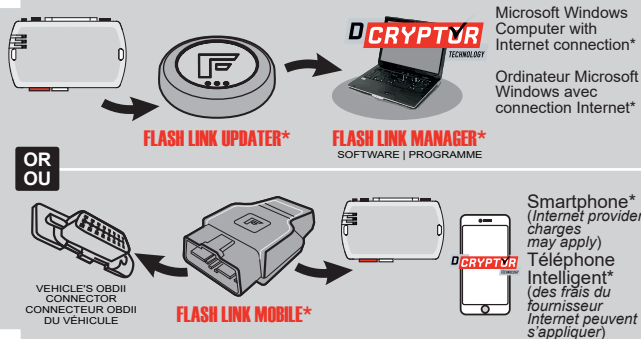 DCRYPTOR
TECHNOLOGY
Microsoft Windows
Computer with
Internet connection*
Ordinateur Microsoft
Windows avec
connection Internet*
FLASH LINK UPDATER*
FLASH LINK MANAGER*
SOFTWARE | PROGRAMME
OR
OU
VEHICLE'S OBDII
CONNECTOR
CONNECTEUR OBDII
DU VÉHICULE
FLASH LINK MOBILE*
DCRYPTOR
TECHNOLOGY
Smartphone*
(Internet provider
charges
may apply)
Téléphone
Intelligent*
(des frais du
fournisseur
Internet peuvent
s'appliquer)